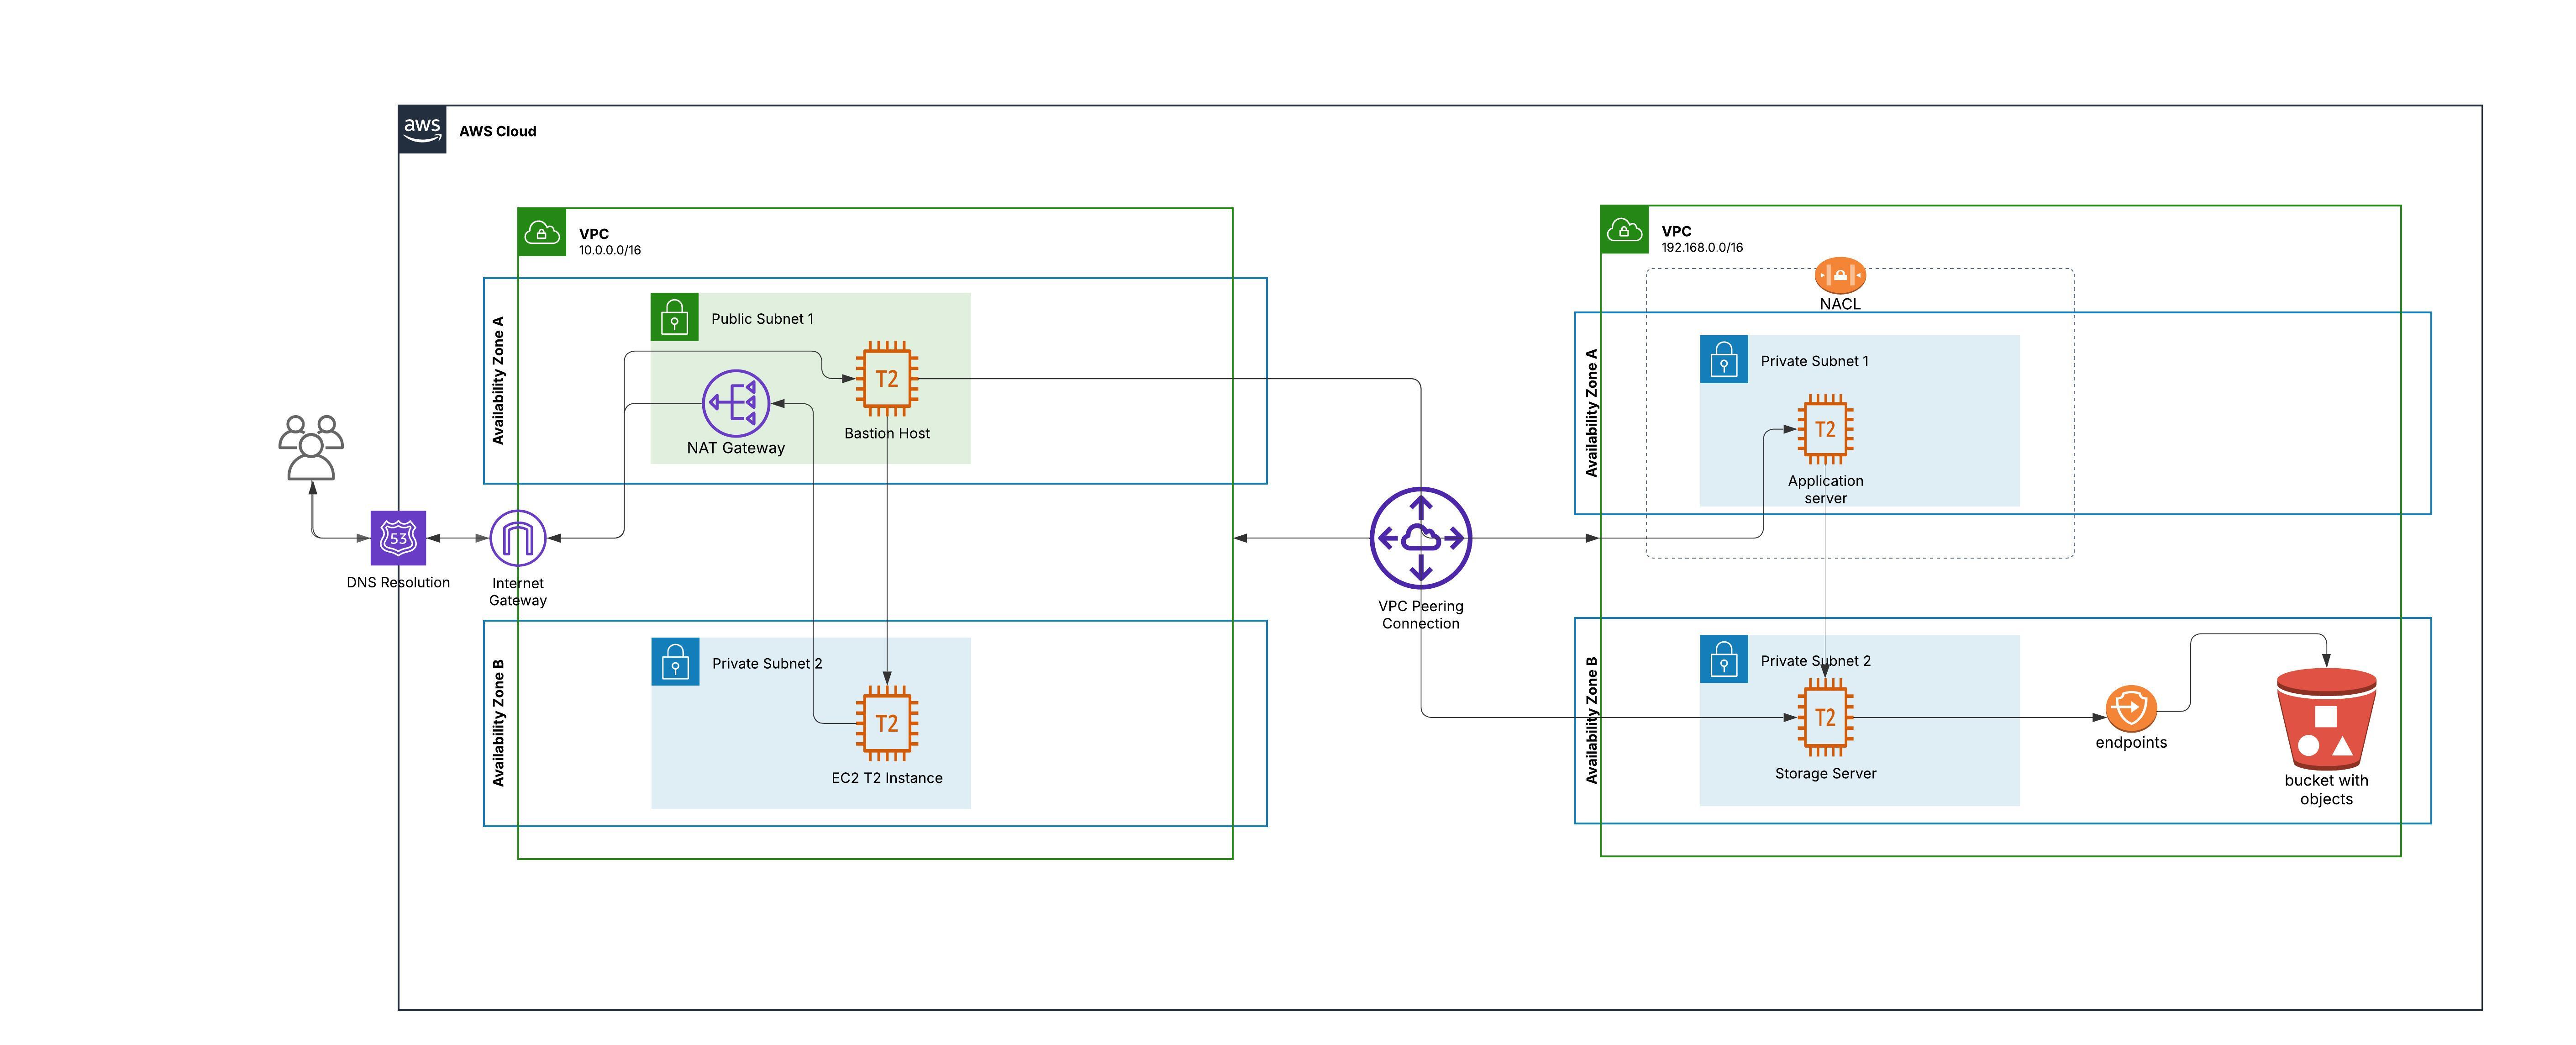 aws
AWS Cloud
VPC
10.0.0.0/16
Availability Zone A
Public Subnet 1
T2
Bastion Host
NAT Gateway
53
DNS Resolution
Internet
Gateway
Availability Zone B
Private Subnet 2
T2
EC2 T2 Instance
VPC Peering
Connection
VPC
192.168.0.0/16
NACL
Availability Zone A
Private Subnet 1
T2
Application
server
Availability Zone B
Private Subnet 2
T2
Storage Server
endpoints
bucket with
objects